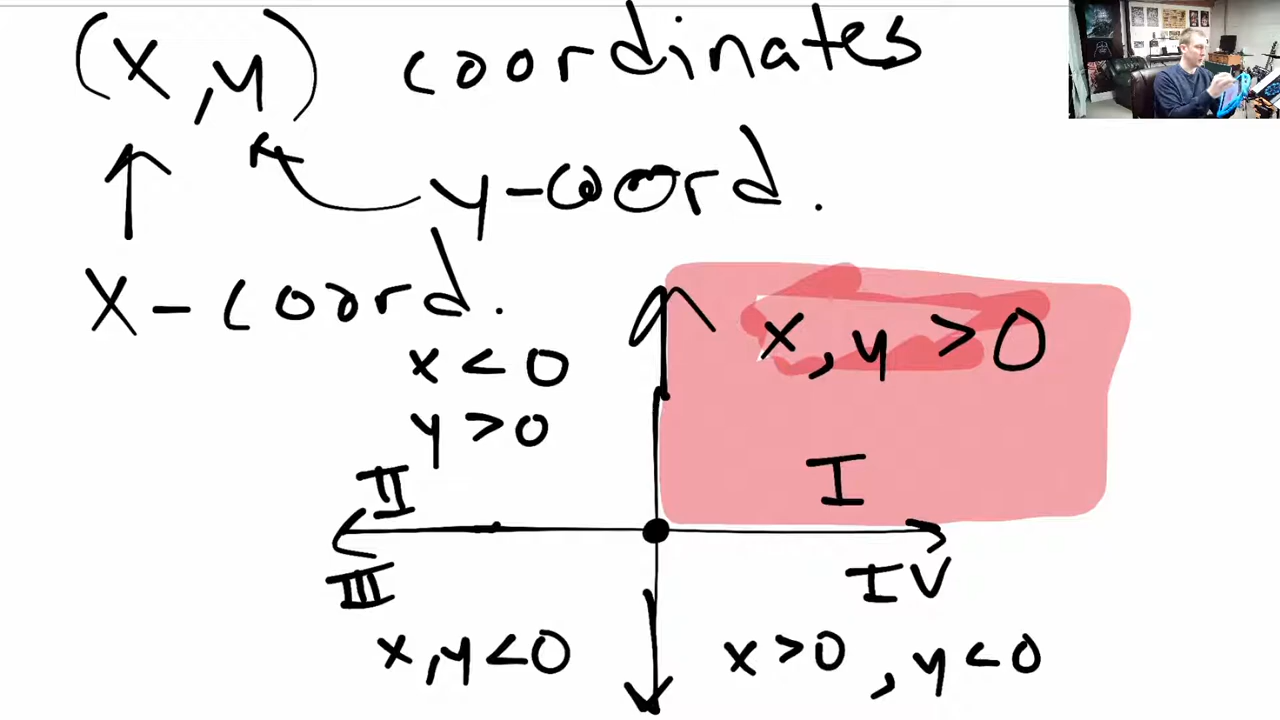 (x,y) coordinates
y-coord.
x-coord.
x<0
y>0
x,y>0
II
I
III
IV
x,y<0
x>0, y<0